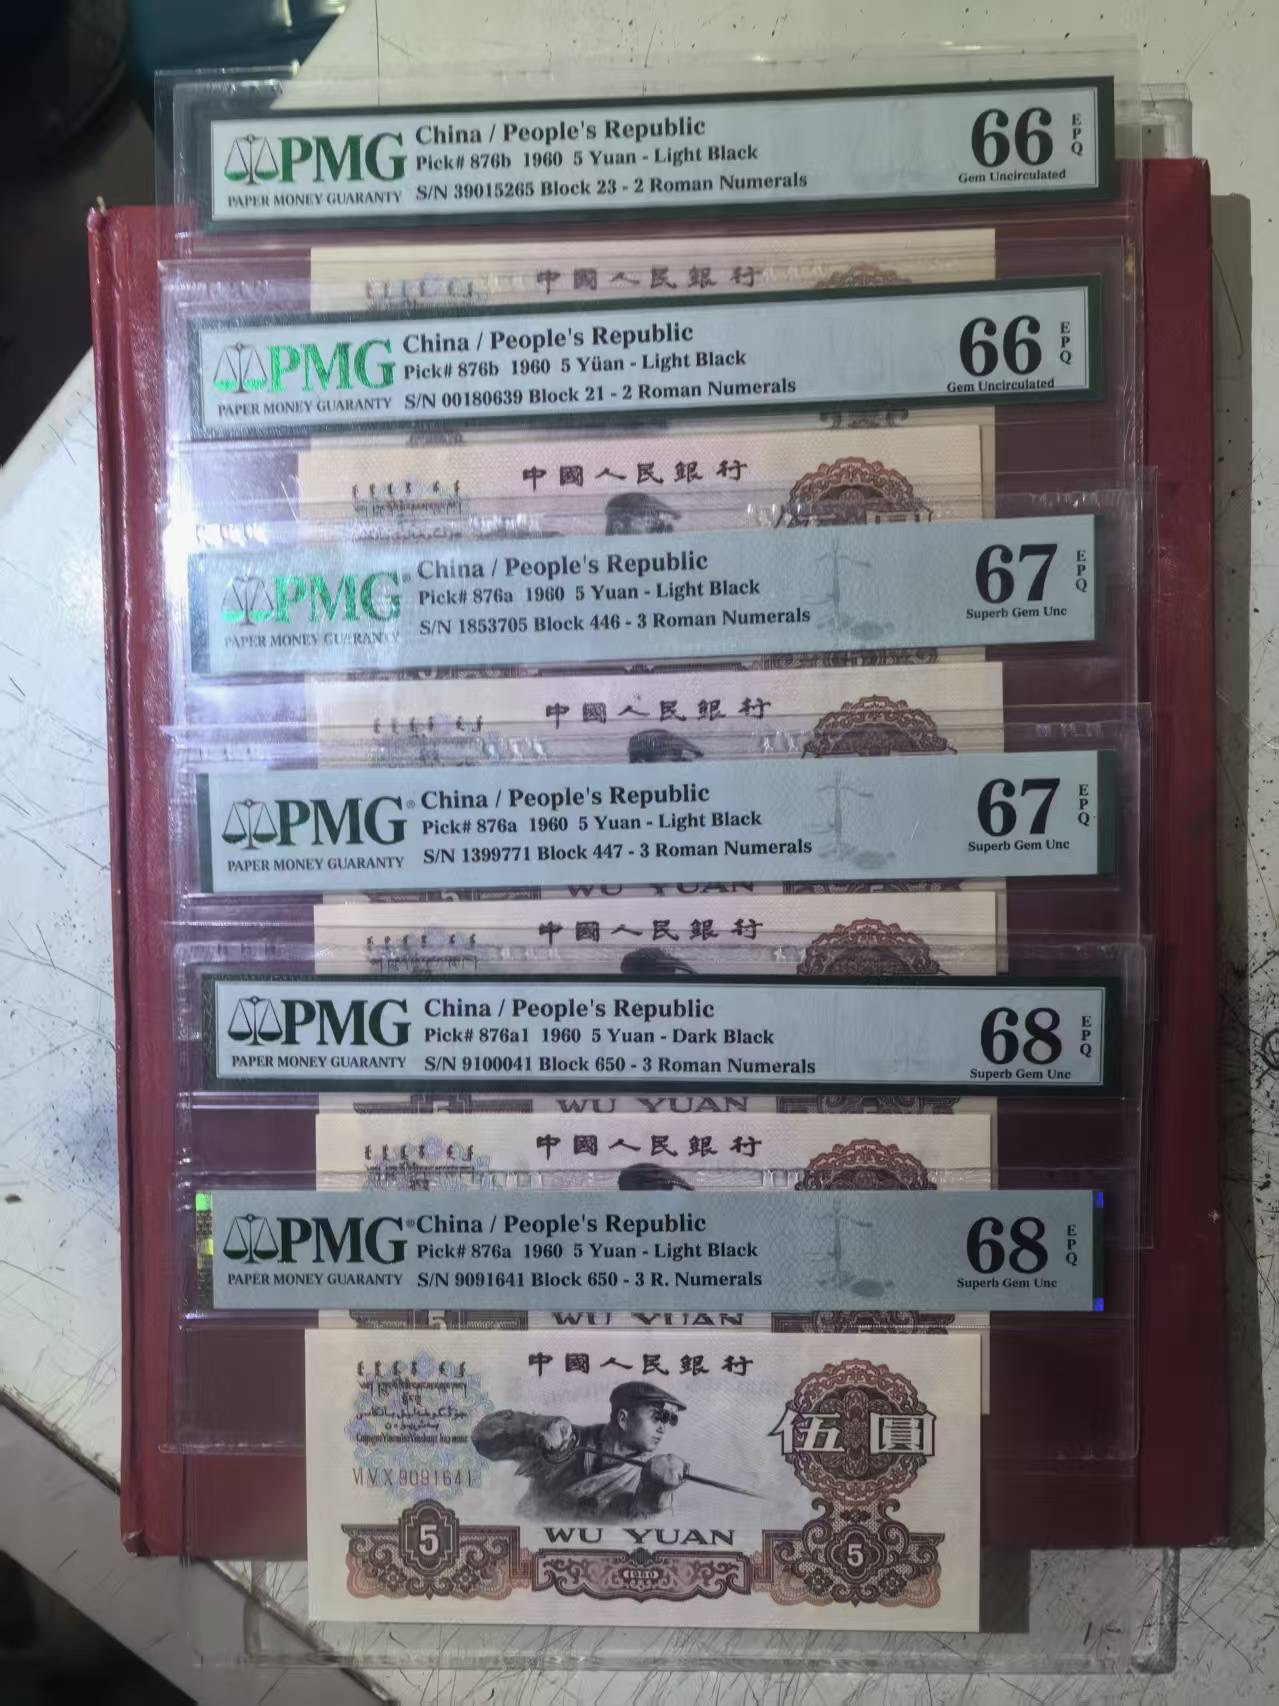 PMG
PAPER MONEY GUARANTY
China / People's Republic
Pick# 876b 1960 5 Yuan - Light Black
S/N 39015265 Block 23 - 2 Roman Numerals
66
EPQ
Gem Uncirculated
中國人民銀行
PMG
PAPER MONEY GUARANTY
China / People's Republic
Pick# 876b 1960 5 Yüan - Light Black
S/N 00180639 Block 21 - 2 Roman Numerals
66
EPQ
Gem Uncirculated
中國人民銀行
PMG
PAPER MONEY GUARANTY
China / People's Republic
Pick# 876a 1960 5 Yuan - Light Black
S/N 1853705 Block 446 - 3 Roman Numerals
67
EPQ
Superb Gem Unc
中國人民銀行
PMG®
PAPER MONEY GUARANTY
China / People's Republic
Pick# 876a 1960 5 Yuan - Light Black
S/N 1399771 Block 447 - 3 Roman Numerals
67
EPQ
Superb Gem Unc
WU YUAN
中國人民銀行
PMG
PAPER MONEY GUARANTY
China / People's Republic
Pick# 876a1 1960 5 Yuan - Dark Black
S/N 9100041 Block 650 - 3 Roman Numerals
68
EPQ
Superb Gem Unc
WU YUAN
中國人民銀行
PMG®
PAPER MONEY GUARANTY
China / People's Republic
Pick# 876a 1960 5 Yuan - Light Black
S/N 9091641 Block 650 - 3 R. Numerals
68
EPQ
Superb Gem Unc
5 WU YUAN
中國人民銀行
伍圓
VI IV X 9091641
WU YUAN
5
5
1960